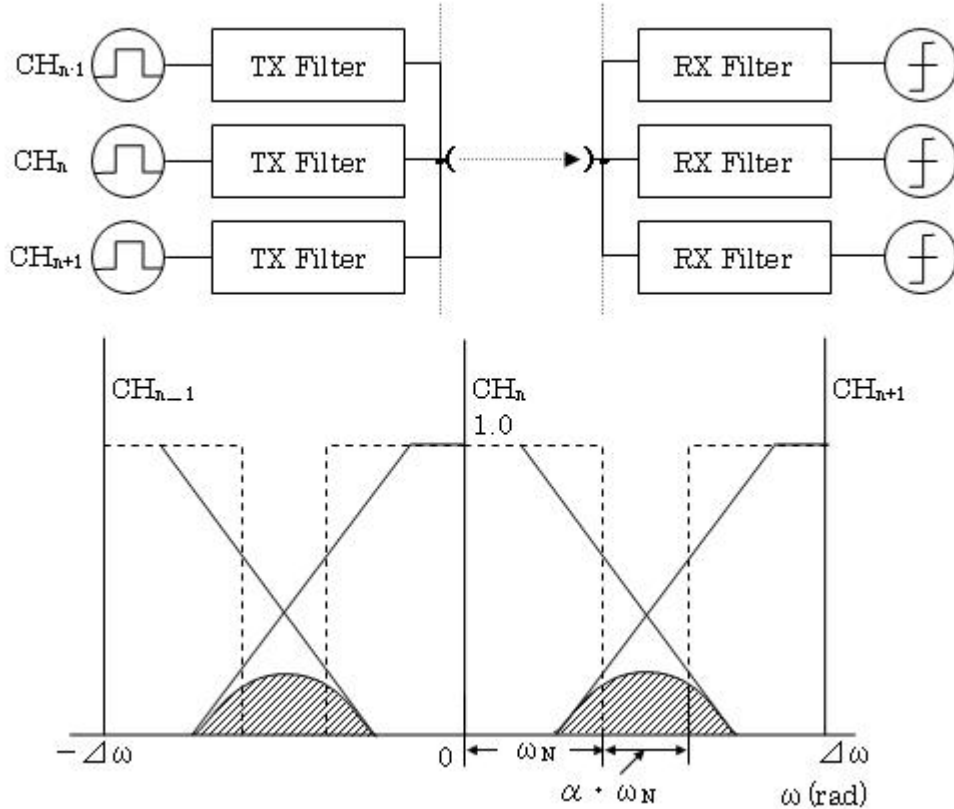 CHn-1 TX Filter RX Filter
CHn TX Filter RX Filter
CHn+1 TX Filter RX Filter
CHn-1 CHn CHn+1
1.0
-Δω 0 ωN Δω
α・ωN ω(rad)